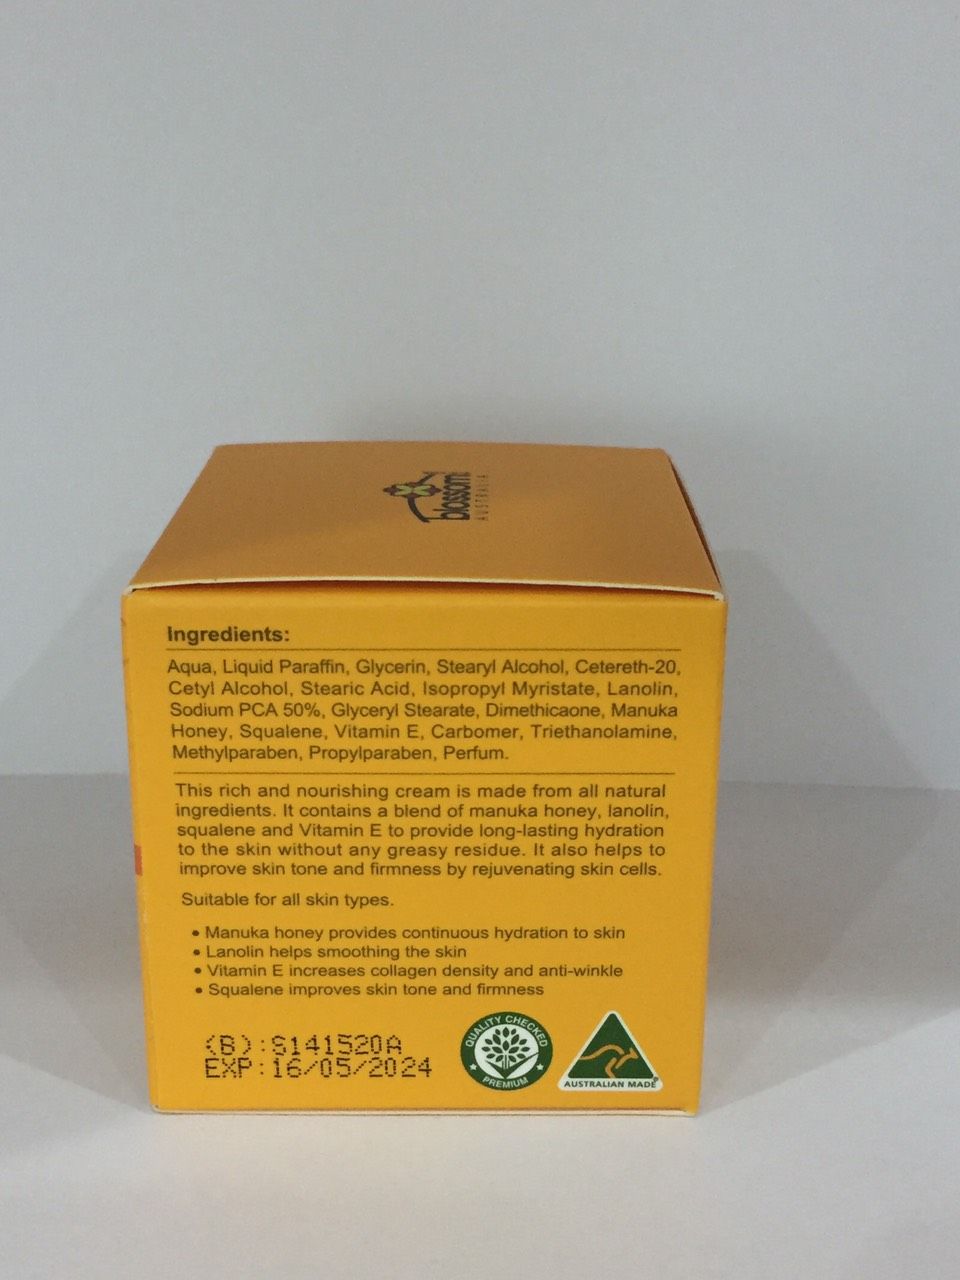 blossom
AUSTRALIA
Ingredients:
Aqua, Liquid Paraffin, Glycerin, Stearyl Alcohol, Cetereth-20,
Cetyl Alcohol, Stearic Acid, Isopropyl Myristate, Lanolin,
Sodium PCA 50%, Glyceryl Stearate, Dimethicaone, Manuka
Honey, Squalene, Vitamin E, Carbomer, Triethanolamine,
Methylparaben, Propylparaben, Perfum.
This rich and nourishing cream is made from all natural
ingredients. It contains a blend of manuka honey, lanolin,
squalene and Vitamin E to provide long-lasting hydration
to the skin without any greasy residue. It also helps to
improve skin tone and firmness by rejuvenating skin cells.
Suitable for all skin types.
• Manuka honey provides continuous hydration to skin
• Lanolin helps smoothing the skin
• Vitamin E increases collagen density and anti-winkle
• Squalene improves skin tone and firmness
(B):S141520A
EXP:16/05/2024
QUALITY CHECKED
PREMIUM
AUSTRALIAN MADE